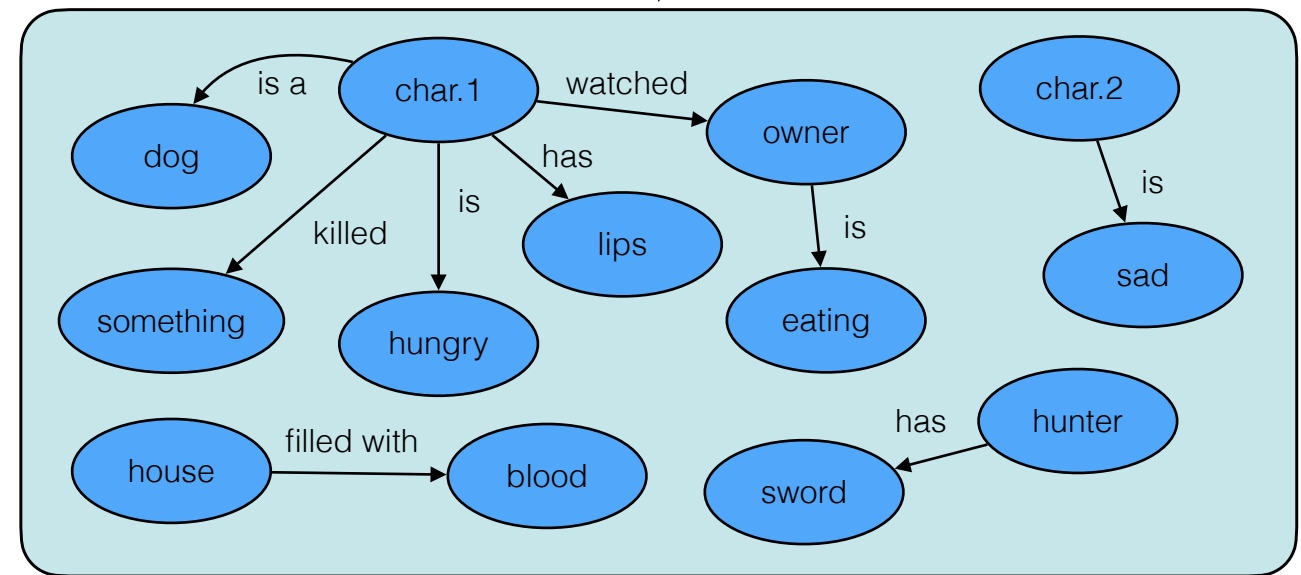 is a
char.1
watched
char.2
owner
dog
has
is
is
killed
is
lips
sad
something
eating
hungry
has
hunter
filled with
house
blood
sword